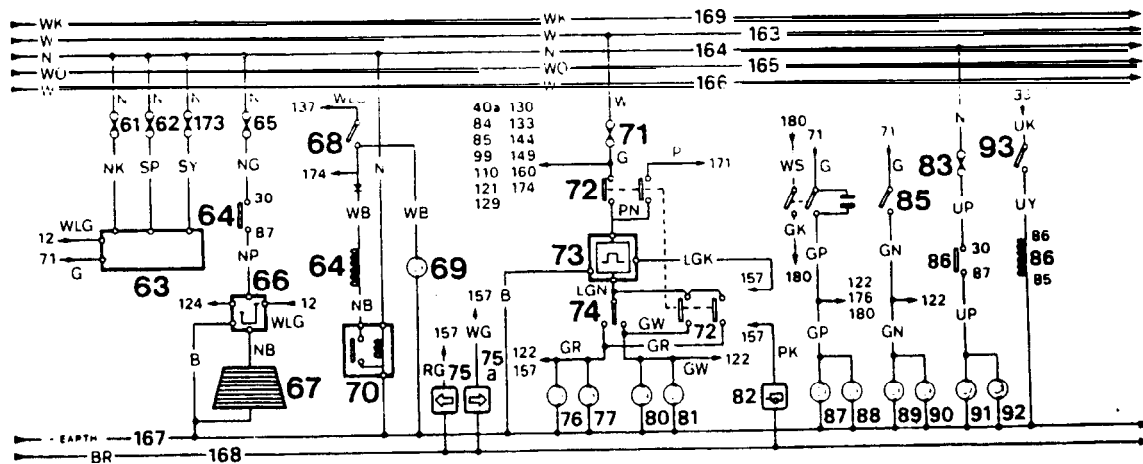 WK WK 169
W W 163
N N 164
WO WO 165
W W 166
N N N N W N 33
61 62 173 65
137 WLG
68
N
40a 130
84 133
85 144
99 149
110 160
121 174
129
71
G
P 171
180 71 71
WS G G
83 93 UK
NK SP SY NG
174
72
PN
85
UP UY
64 30
87
WLG
12
71
G
63
NP
WB WB
64
69
73
LGK
157
GK
180
GP GN
86 30
87
86
86
85
66
124 12
WLG
NB
B
B
LGN
74
GW
GR
72
157
122
176
180
122
UP
NB
67
70
157 157
WG
RG 75 75
a
122
157
GR
GW
122
PK
82
GP GN
76 77 80 81
87 88 89 90 91 92
EARTH 167
BR 168